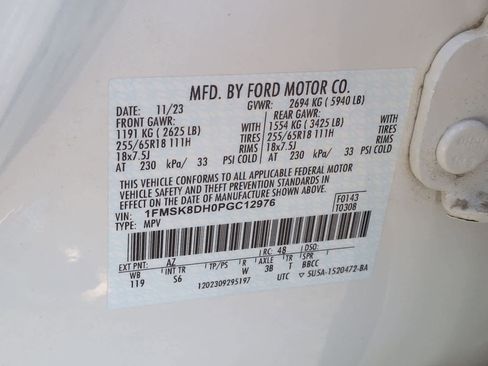 MFD. BY FORD MOTOR CO.
DATE: 11/23 GVWR: 2694 KG ( 5940 LB)
FRONT GAWR: REAR GAWR:
1191 KG ( 2625 LB) WITH 1554 KG ( 3425 LB) WITH
255/65R18 111H TIRES 255/65R18 111H TIRES
18x7.5J RIMS 18x7.5J RIMS
AT 230 kPa/ 33 PSI COLD AT 230 kPa/ 33 PSI COLD
THIS VEHICLE CONFORMS TO ALL APPLICABLE FEDERAL MOTOR
VEHICLE SAFETY AND THEFT PREVENTION STANDARDS IN
EFFECT ON THE DATE OF MANUFACTURE SHOWN ABOVE.
VIN: 1FMSK8DH0PGC12976 F0143
TYPE: MPV T0308
EXT PNT: AZ RC: 48 DSO:
WB INT TR TP/PS R AXLE TR SPR
119 S6 W 3B T BBCC
1202309295197 UTC ▽ SU5A-1520472-BA